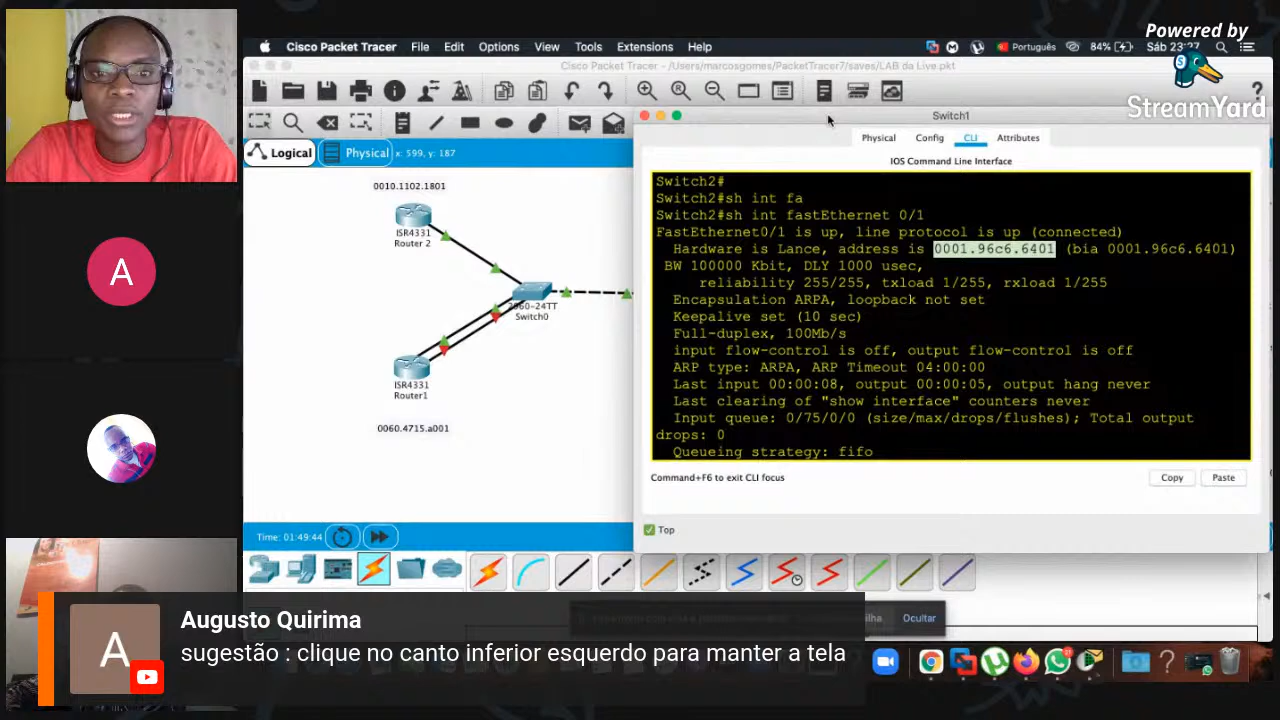 Powered by
StreamYard
Cisco Packet Tracer File Edit Options View Tools Extensions Help
Português 84% Sáb 23:27
Cisco Packet Tracer - /Users/marcosgomes/PacketTracer7/saves/LAB da Live.pkt
Logical Physical x: 599, y: 187
0010.1102.1801
ISR4331
Router 2
2960-24TT
Switch0
ISR4331
Router1
0060.4715.a001
Switch1
Physical Config CLI Attributes
IOS Command Line Interface
Switch2#
Switch2#sh int fa
Switch2#sh int fastEthernet 0/1
FastEthernet0/1 is up, line protocol is up (connected)
Hardware is Lance, address is 0001.96c6.6401 (bia 0001.96c6.6401)
BW 100000 Kbit, DLY 1000 usec,
reliability 255/255, txload 1/255, rxload 1/255
Encapsulation ARPA, loopback not set
Keepalive set (10 sec)
Full-duplex, 100Mb/s
input flow-control is off, output flow-control is off
ARP type: ARPA, ARP Timeout 04:00:00
Last input 00:00:08, output 00:00:05, output hang never
Last clearing of "show interface" counters never
Input queue: 0/75/0/0 (size/max/drops/flushes); Total output
drops: 0
Queueing strategy: fifo
Command+F6 to exit CLI focus
Copy Paste
Top
Time: 01:49:44
Ocultar
A
A
Augusto Quirima
sugestão : clique no canto inferior esquerdo para manter a tela